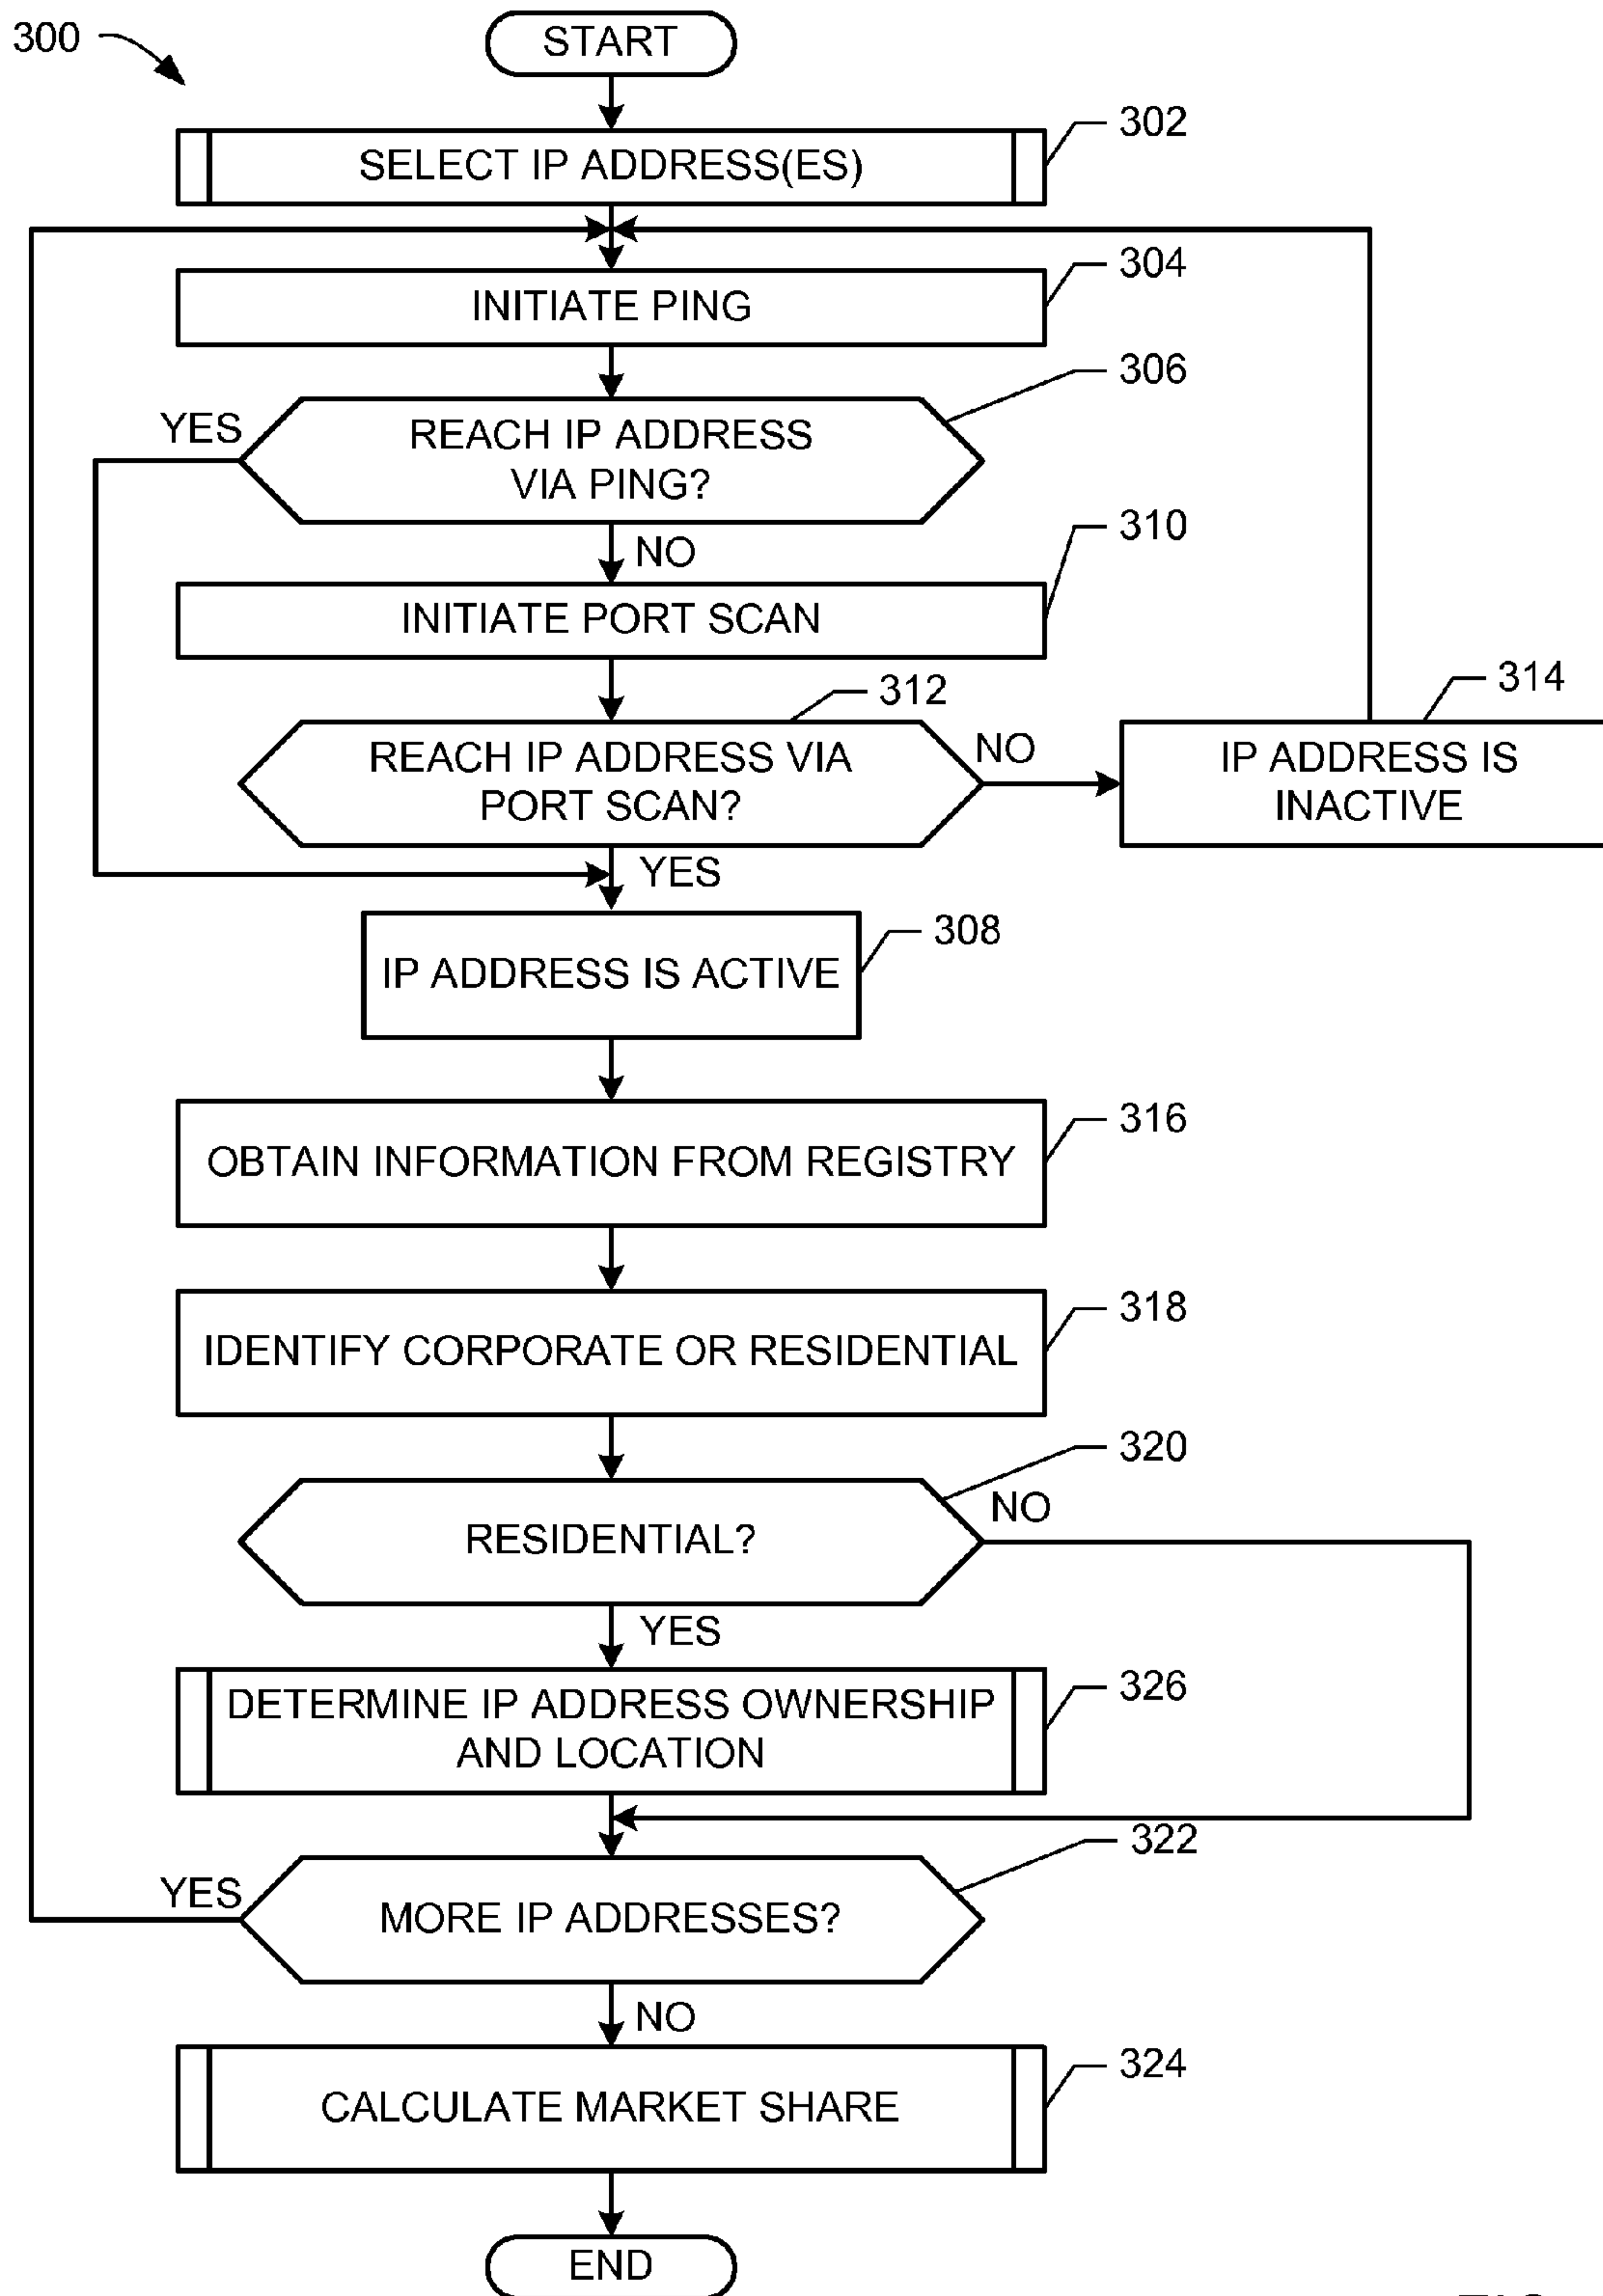 300
START
302
SELECT IP ADDRESS(ES)
304
INITIATE PING
306
YES
REACH IP ADDRESS
VIA PING?
310
NO
INITIATE PORT SCAN
312
314
REACH IP ADDRESS VIA
PORT SCAN?
NO
IP ADDRESS IS
INACTIVE
YES
308
IP ADDRESS IS ACTIVE
316
OBTAIN INFORMATION FROM REGISTRY
318
IDENTIFY CORPORATE OR RESIDENTIAL
320
NO
RESIDENTIAL?
YES
326
DETERMINE IP ADDRESS OWNERSHIP
AND LOCATION
322
YES
MORE IP ADDRESSES?
NO
324
CALCULATE MARKET SHARE
END